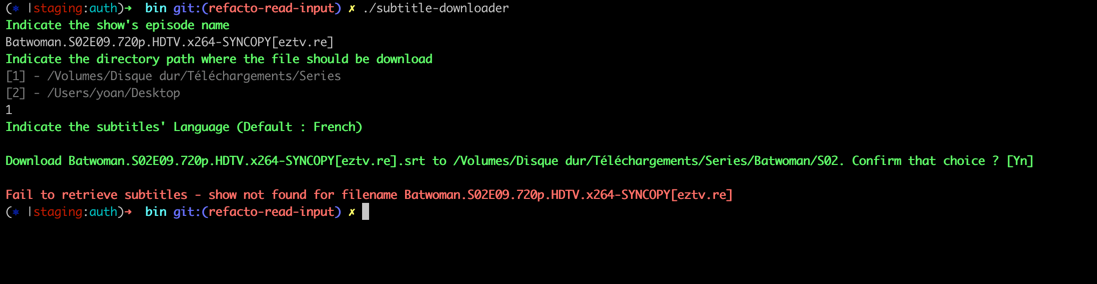 (⎈ |staging:auth)➜  bin git:(refacto-read-input) ✗ ./subtitle-downloader
Indicate the show's episode name
Batwoman.S02E09.720p.HDTV.x264-SYNCOPY[eztv.re]
Indicate the directory path where the file should be download
[1] - /Volumes/Disque dur/Téléchargements/Series
[2] - /Users/yoan/Desktop
1
Indicate the subtitles' Language (Default : French)
Download Batwoman.S02E09.720p.HDTV.x264-SYNCOPY[eztv.re].srt to /Volumes/Disque dur/Téléchargements/Series/Batwoman/S02. Confirm that choice ? [Yn]
Fail to retrieve subtitles - show not found for filename Batwoman.S02E09.720p.HDTV.x264-SYNCOPY[eztv.re]
(⎈ |staging:auth)➜  bin git:(refacto-read-input) ✗